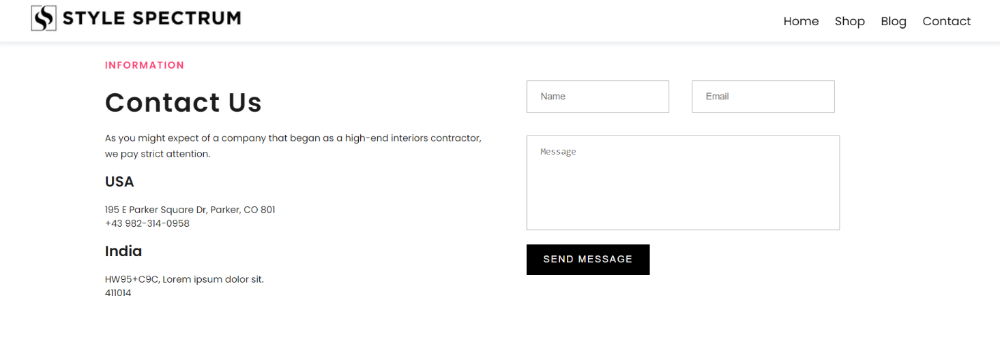 STYLE SPECTRUM
Home Shop Blog Contact
INFORMATION
Contact Us
As you might expect of a company that began as a high-end interiors contractor,
we pay strict attention.
USA
195 E Parker Square Dr, Parker, CO 801
+43 982-314-0958
India
HW95+C9C, Lorem ipsum dolor sit.
411014
Name
Email
Message
SEND MESSAGE